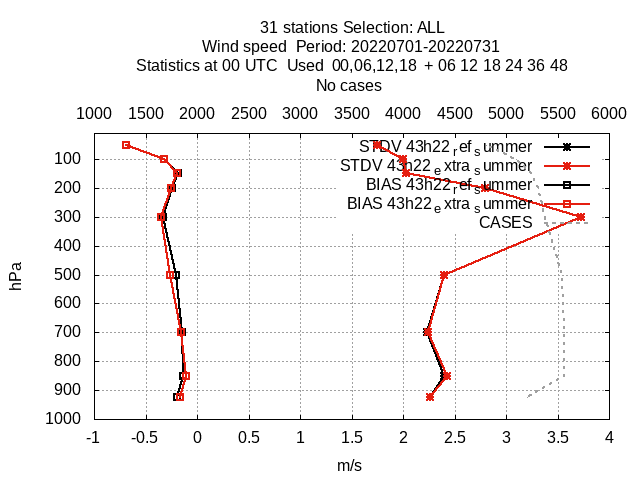 31 stations Selection: ALL
Wind speed  Period: 20220701-20220731
Statistics at 00 UTC  Used  00,06,12,18  + 06 12 18 24 36 48
No cases
1000 1500 2000 2500 3000 3500 4000 4500 5000 5500 6000
STDV 43h22_ref_summer
STDV 43h22_extra_summer
BIAS 43h22_ref_summer
BIAS 43h22_extra_summer
CASES
100
200
300
400
500
600
700
800
900
1000
hPa
-1 -0.5 0 0.5 1 1.5 2 2.5 3 3.5 4
m/s